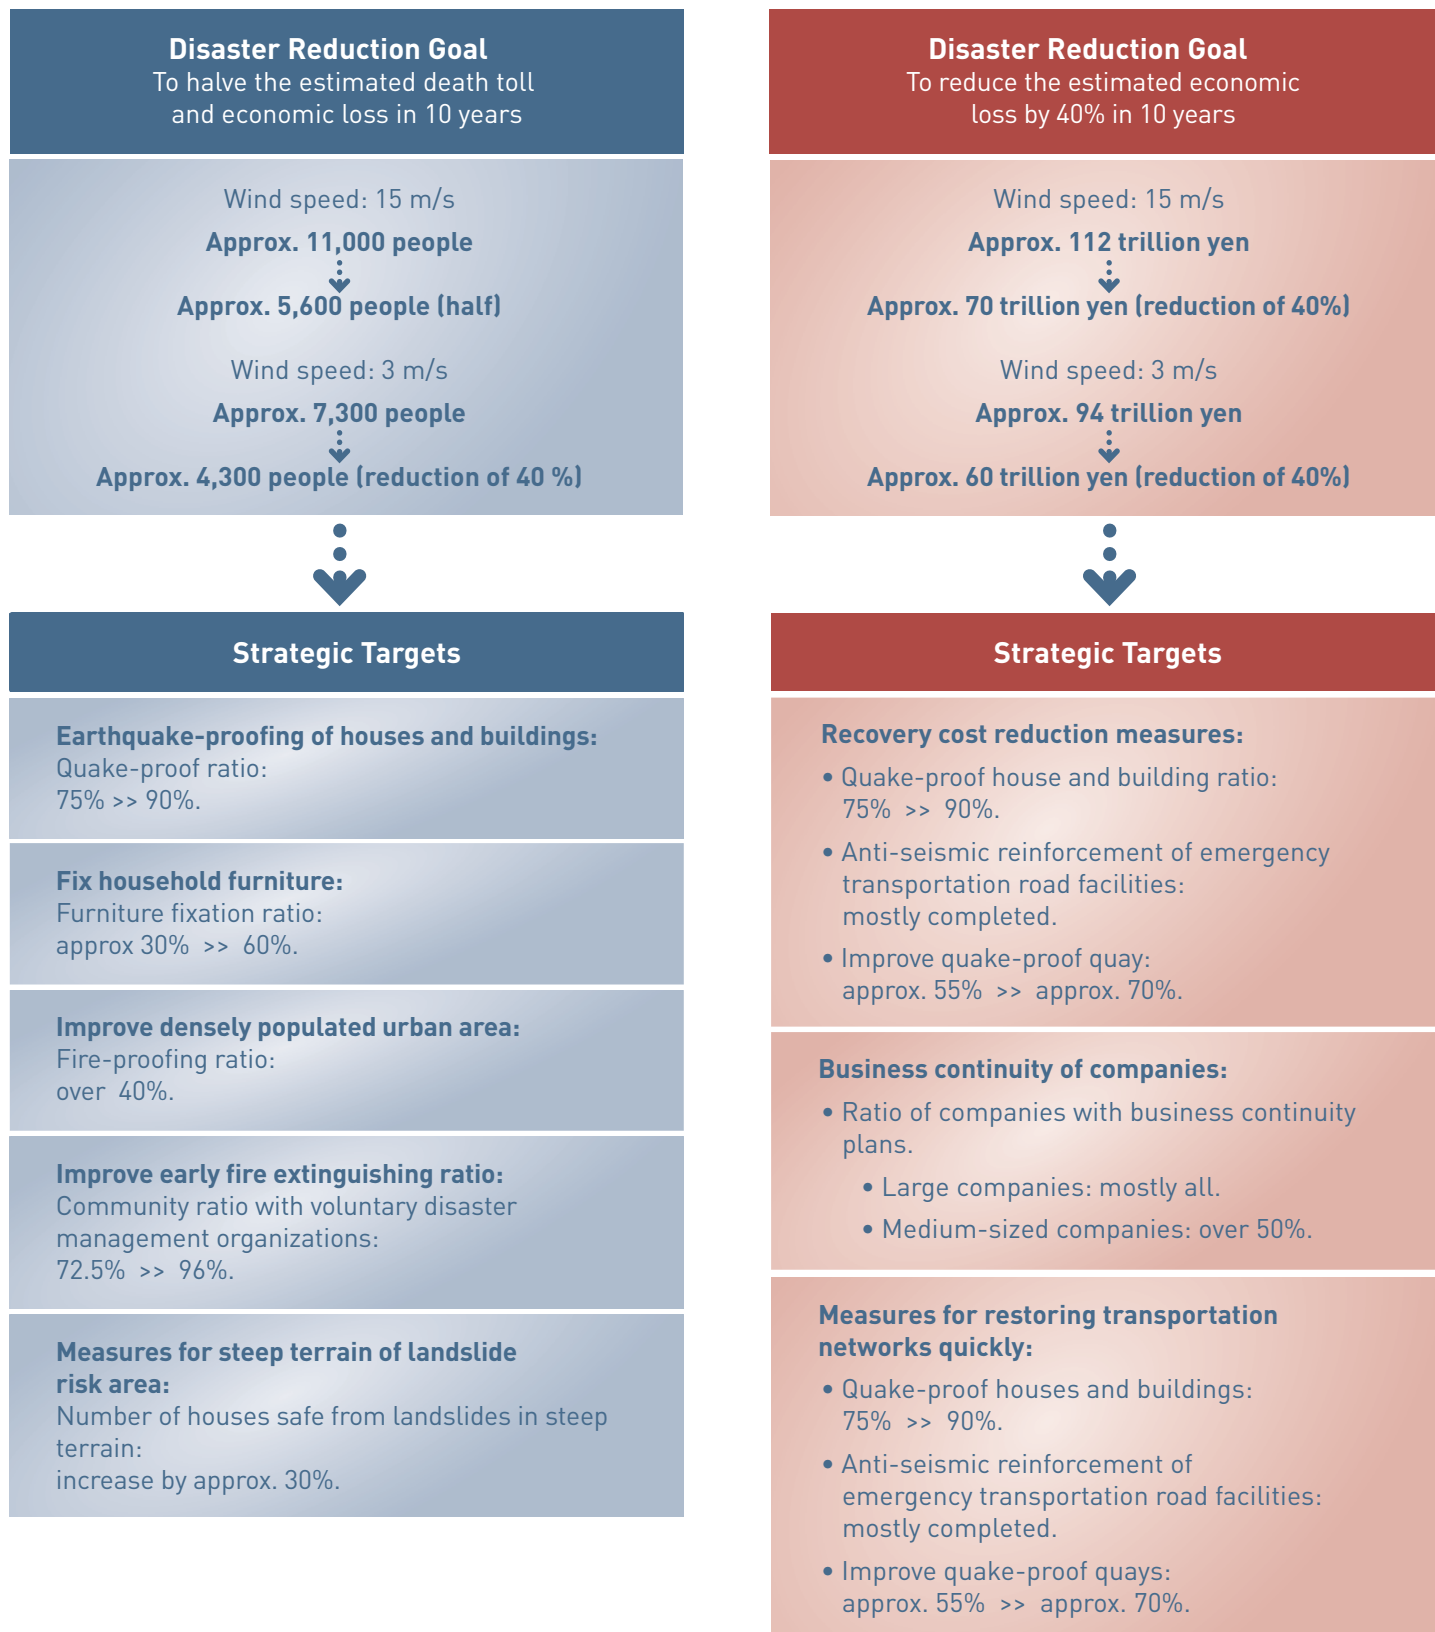 Disaster Reduction Goal
To halve the estimated death toll
and economic loss in 10 years
Wind speed: 15 m/s
Approx. 11,000 people
Approx. 5,600 people (half)
Wind speed: 3 m/s
Approx. 7,300 people
Approx. 4,300 people (reduction of 40 %)
Strategic Targets
Earthquake-proofing of houses and buildings:
Quake-proof ratio:
75% >> 90%.
Fix household furniture:
Furniture fixation ratio:
approx 30% >> 60%.
Improve densely populated urban area:
Fire-proofing ratio:
over 40%.
Improve early fire extinguishing ratio:
Community ratio with voluntary disaster
management organizations:
72.5% >> 96%.
Measures for steep terrain of landslide
risk area:
Number of houses safe from landslides in steep
terrain:
increase by approx. 30%.
Disaster Reduction Goal
To reduce the estimated economic
loss by 40% in 10 years
Wind speed: 15 m/s
Approx. 112 trillion yen
Approx. 70 trillion yen (reduction of 40%)
Wind speed: 3 m/s
Approx. 94 trillion yen
Approx. 60 trillion yen (reduction of 40%)
Strategic Targets
Recovery cost reduction measures:
• Quake-proof house and building ratio:
75% >> 90%.
• Anti-seismic reinforcement of emergency
transportation road facilities:
mostly completed.
• Improve quake-proof quay:
approx. 55% >> approx. 70%.
Business continuity of companies:
• Ratio of companies with business continuity
plans.
• Large companies: mostly all.
• Medium-sized companies: over 50%.
Measures for restoring transportation
networks quickly:
• Quake-proof houses and buildings:
75% >> 90%.
• Anti-seismic reinforcement of
emergency transportation road facilities:
mostly completed.
• Improve quake-proof quays:
approx. 55% >> approx. 70%.